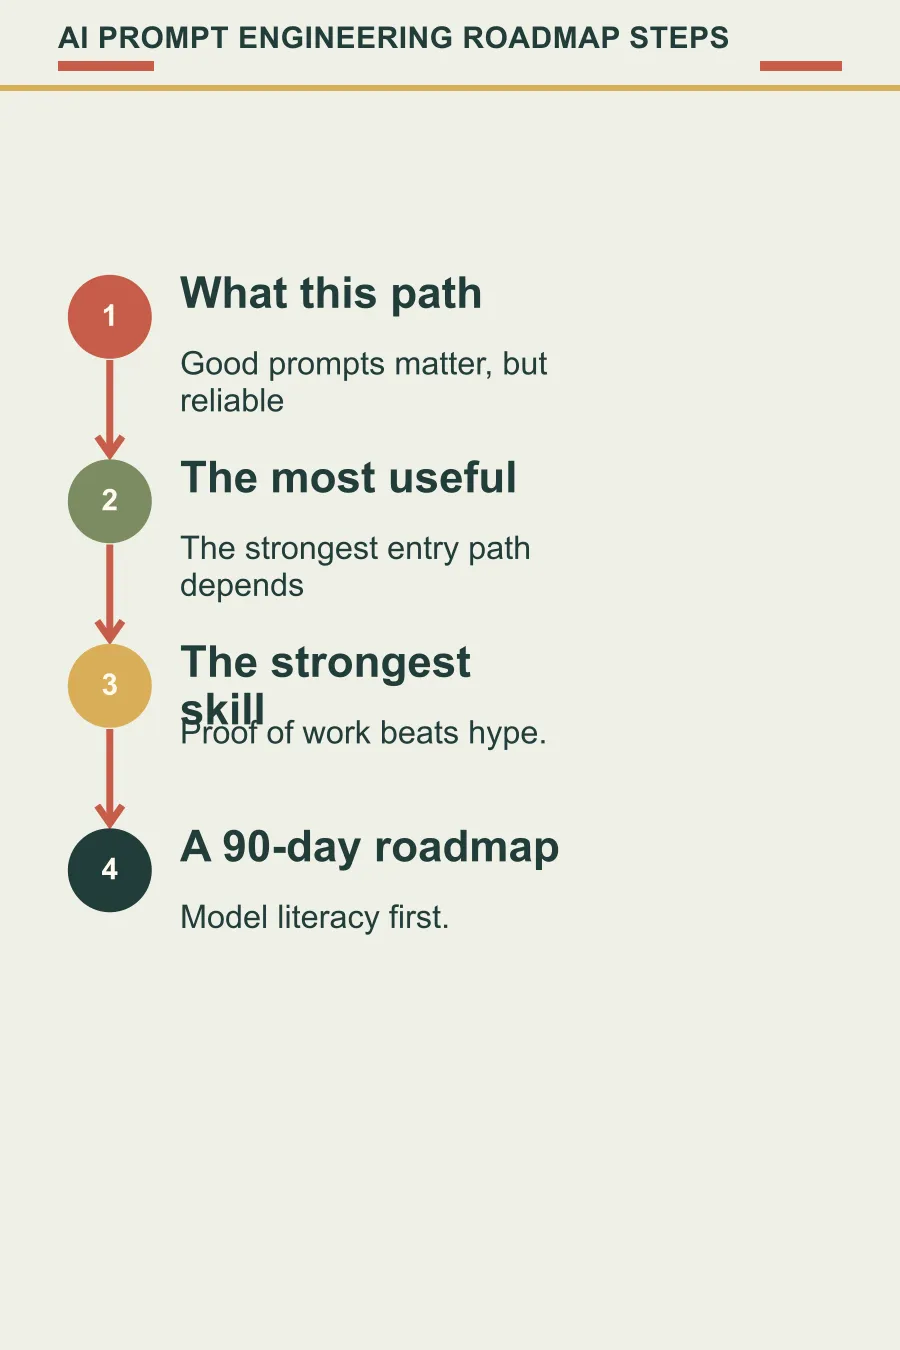 AI PROMPT ENGINEERING ROADMAP STEPS
1
What this path
Good prompts matter, but
reliable
2
The most useful
The strongest entry path
depends
3
The strongest
skill
Proof of work beats hype.
4
A 90-day roadmap
Model literacy first.